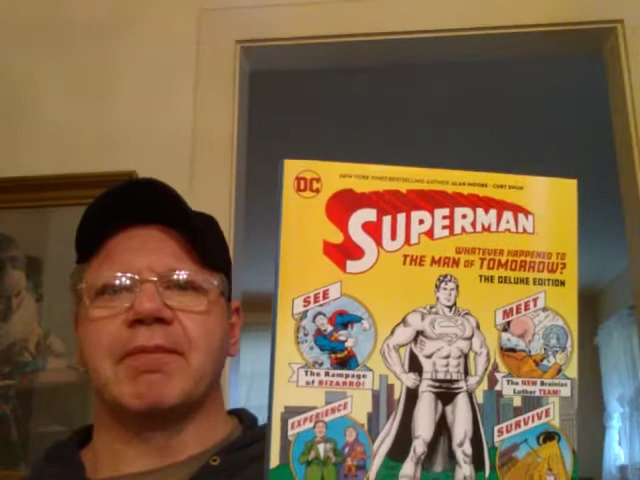 DC
NEW YORK TIMES BESTSELLING AUTHOR ALAN MOORE • CURT SWAN
SUPERMAN
WHATEVER HAPPENED TO
THE MAN OF TOMORROW?
THE DELUXE EDITION
SEE
The Rampage
of BIZARRO!
MEET
The NEW Brainiac
Luthor TEAM!
EXPERIENCE
SURVIVE